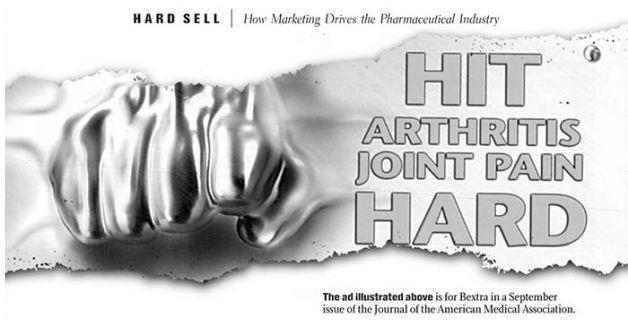 HARD SELL | How Marketing Drives the Pharmaceutical Industry
HIT
ARTHRITIS
JOINT PAIN
HARD
The ad illustrated above is for Bextra in a September
issue of the Journal of the American Medical Association.